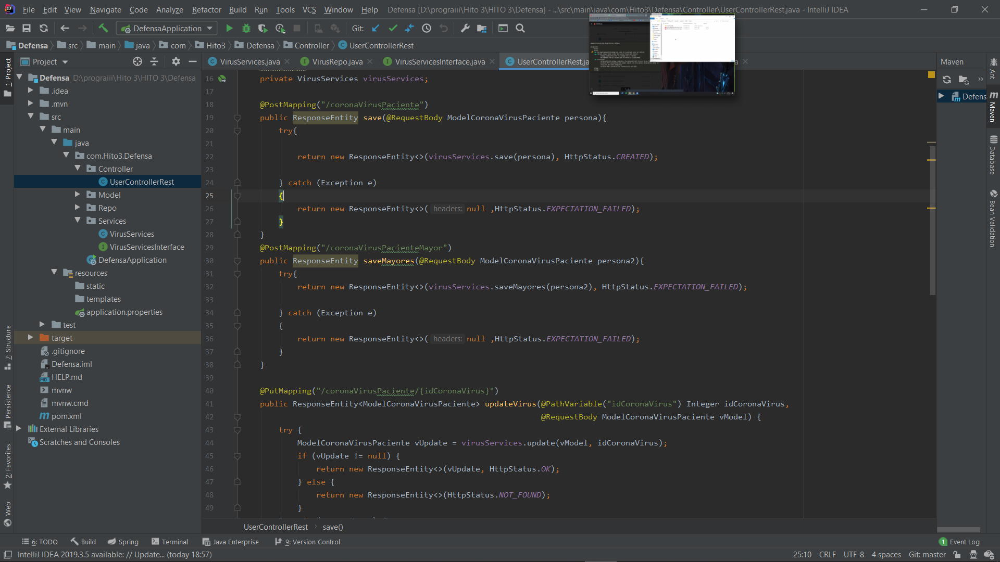 File Edit View Navigate Code Analyze Refactor Build Run Tools VCS Window Help Defensa [D:\prograiii\Hito 3\HITO 3\Defensa] - ...\src\main\java\com\Hito3\Defensa\Controller\UserControllerRest.java - IntelliJ IDEA
DefensaApplication Git:
Defensa src main java com Hito3 Defensa Controller UserControllerRest
1: Project
Project
VirusServices.java VirusRepo.java VirusServicesInterface.java UserControllerRest.ja
Defensa D:\prograiii\Hito 3\HITO 3\Defensa
.idea
.mvn
src
main
java
com.Hito3.Defensa
Controller
UserControllerRest
Model
Repo
Services
VirusServices
VirusServicesInterface
DefensaApplication
resources
static
templates
application.properties
test
target
.gitignore
Defensa.iml
HELP.md
mvnw
mvnw.cmd
pom.xml
External Libraries
Scratches and Consoles
7: Structure
Persistence
2: Favorites
Web
16 private VirusServices virusServices;
17
18 @PostMapping("/coronaVirusPaciente")
19 public ResponseEntity save(@RequestBody ModelCoronaVirusPaciente persona){
20 try{
21
22 return new ResponseEntity<>(virusServices.save(persona), HttpStatus.CREATED);
23
24 } catch (Exception e)
25 {
26 return new ResponseEntity<>( headers: null ,HttpStatus.EXPECTATION_FAILED);
27 }
28 }
29 @PostMapping("/coronaVirusPacienteMayor")
30 public ResponseEntity saveMayores(@RequestBody ModelCoronaVirusPaciente persona2){
31 try{
32 return new ResponseEntity<>(virusServices.saveMayores(persona2), HttpStatus.EXPECTATION_FAILED);
33
34 } catch (Exception e)
35 {
36 return new ResponseEntity<>( headers: null ,HttpStatus.EXPECTATION_FAILED);
37 }
38 }
39
40 @PutMapping("/coronaVirusPaciente/{idCoronaVirus}")
41 public ResponseEntity<ModelCoronaVirusPaciente> updateVirus(@PathVariable("idCoronaVirus") Integer idCoronaVirus,
42 @RequestBody ModelCoronaVirusPaciente vModel) {
43 try {
44 ModelCoronaVirusPaciente vUpdate = virusServices.update(vModel, idCoronaVirus);
45 if (vUpdate != null) {
46 return new ResponseEntity<>(vUpdate, HttpStatus.OK);
47 } else {
48 return new ResponseEntity<>(HttpStatus.NOT_FOUND);
49 }
UserControllerRest save()
Maven
Defens
Ant
Maven
Database
Bean Validation
6: TODO Build Spring Terminal Java Enterprise 9: Version Control 1 Event Log
IntelliJ IDEA 2019.3.5 available: // Update... (today 18:57) 25:10 CRLF UTF-8 4 spaces Git: master